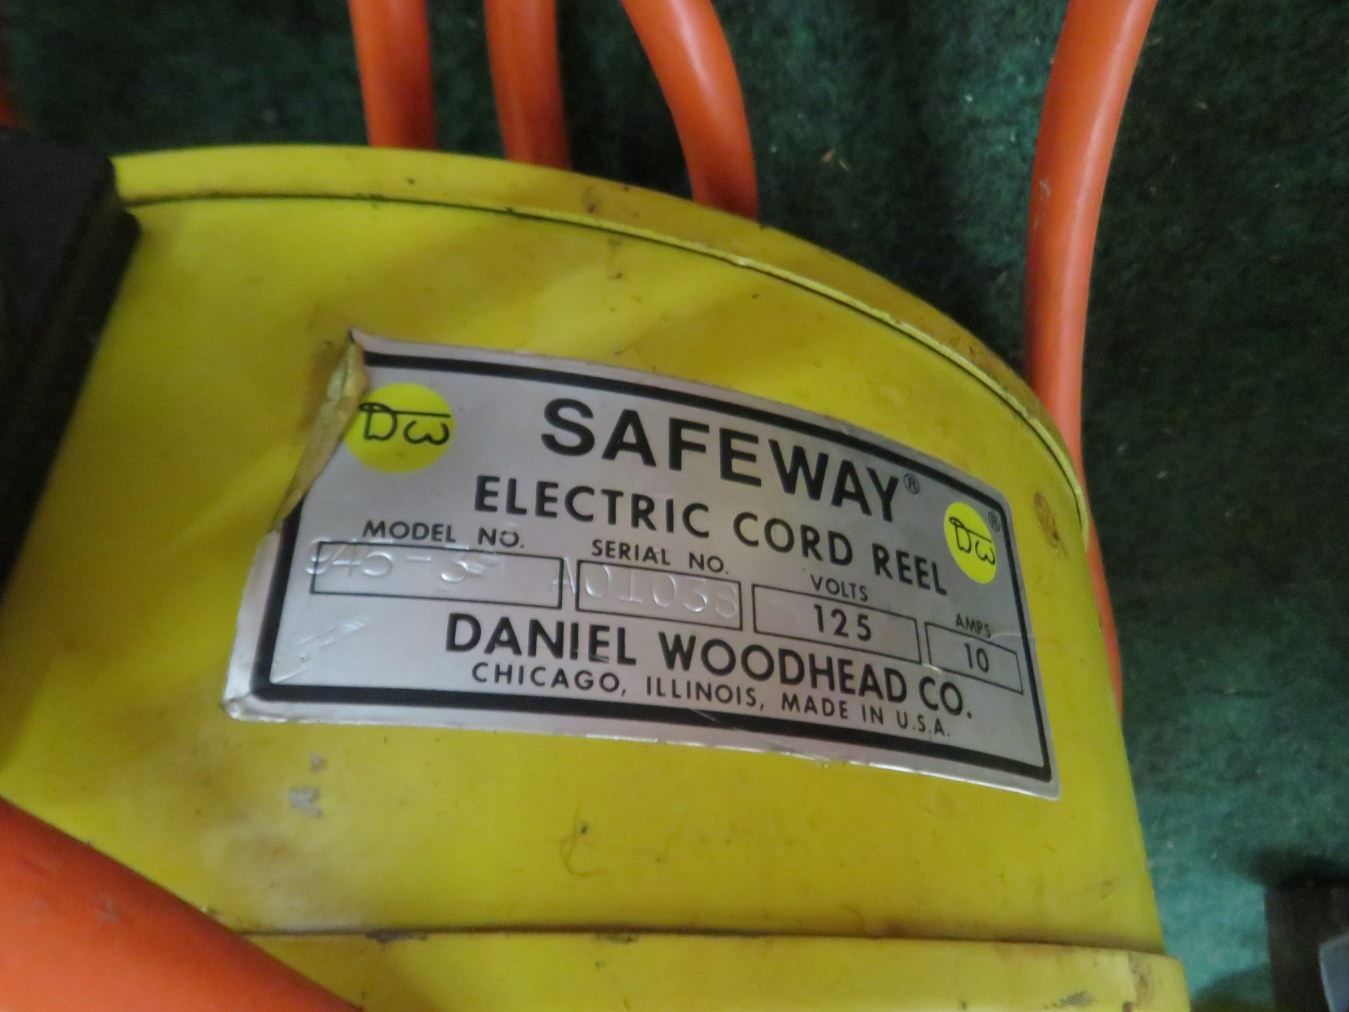 DW
SAFEWAY®
ELECTRIC CORD REEL
DW®
MODEL NO.
SERIAL NO.
A01038
VOLTS
125
AMPS
10
DANIEL WOODHEAD CO.
CHICAGO, ILLINOIS, MADE IN U.S.A.